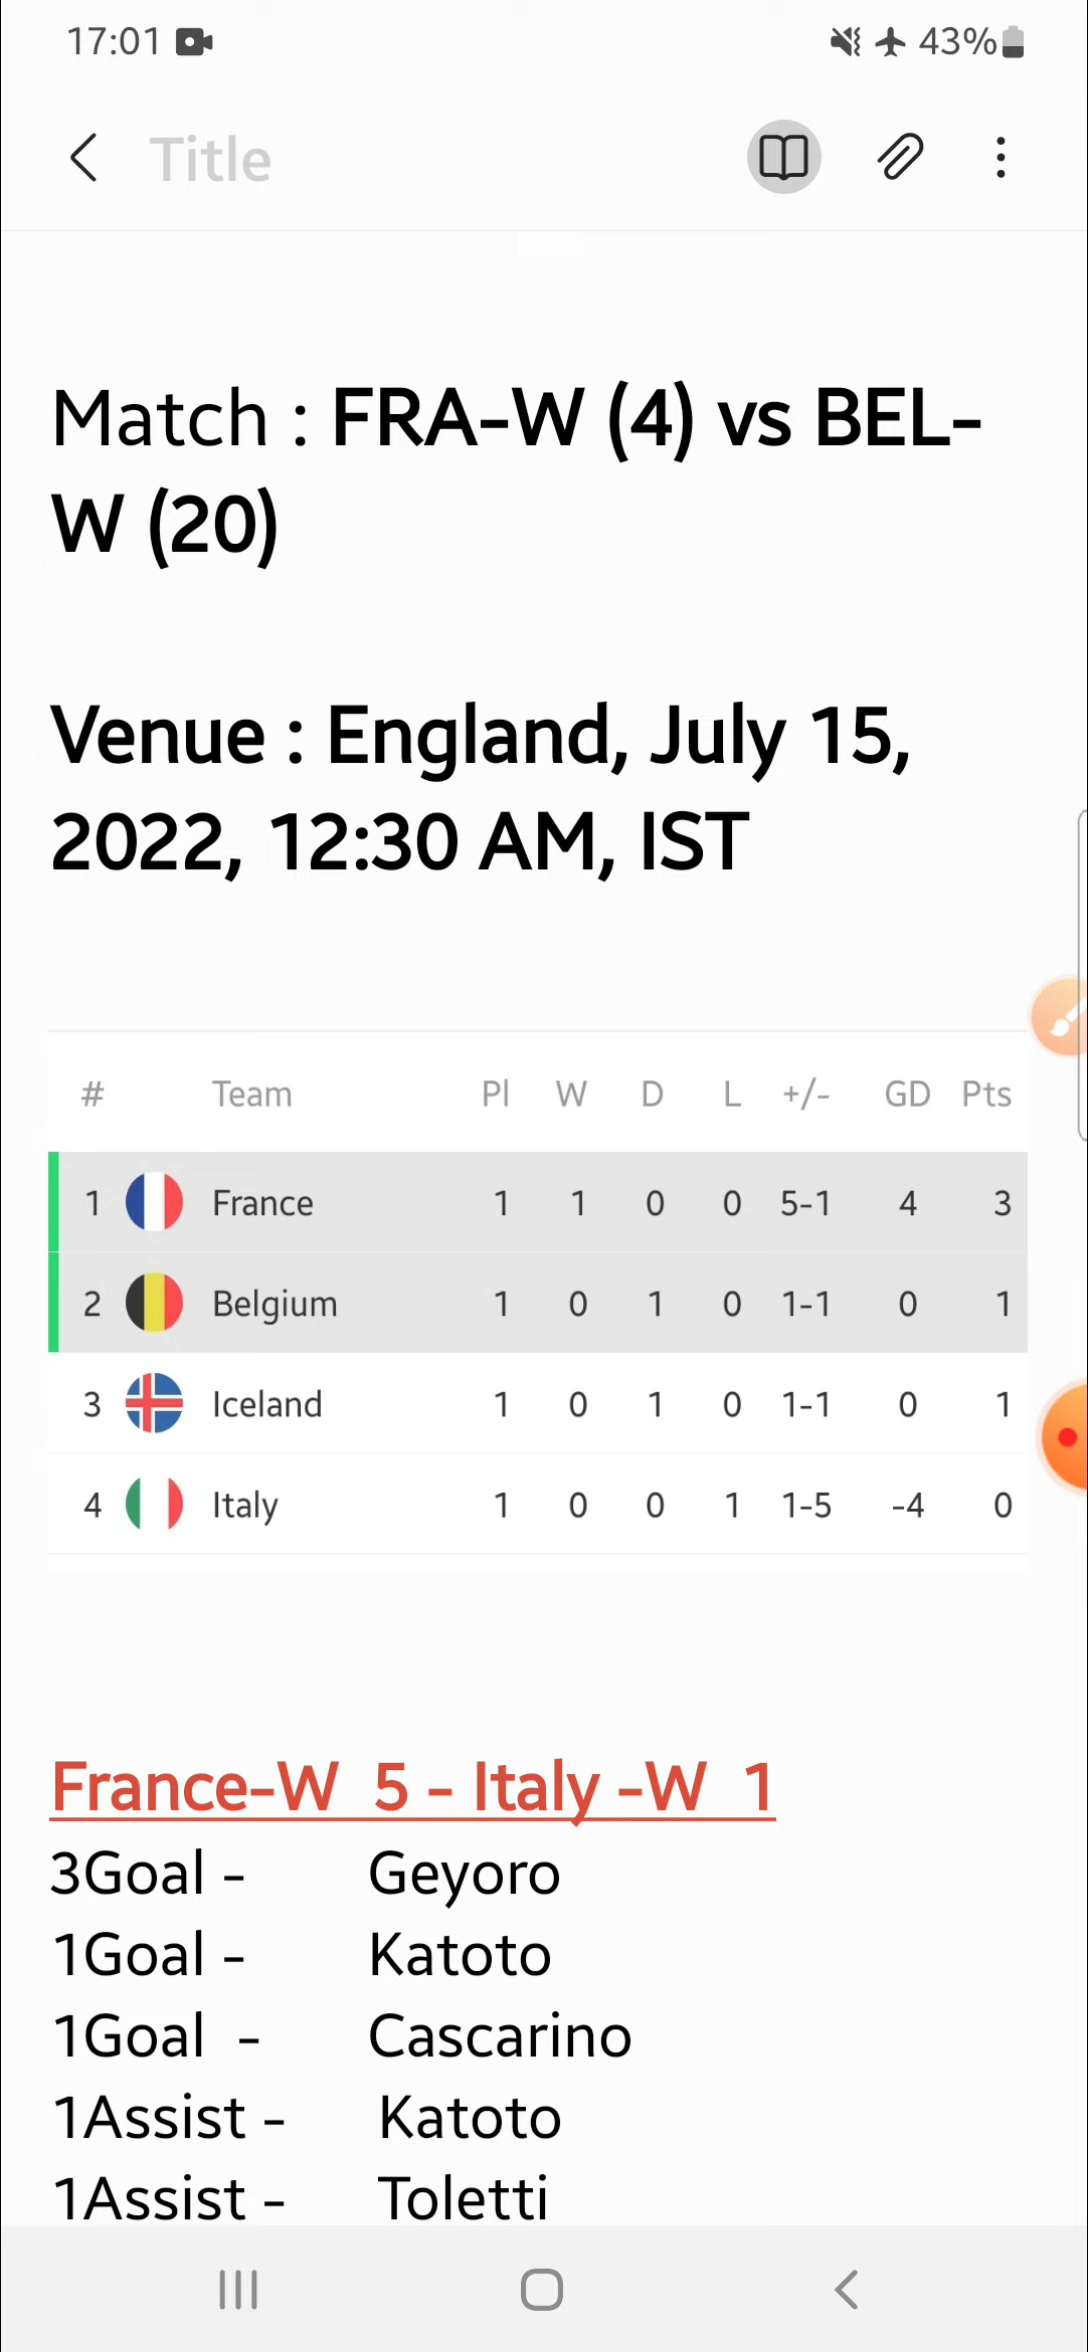 17:01 43%
Title
Match : FRA-W (4) vs BEL-
W (20)
Venue : England, July 15,
2022, 12:30 AM, IST
# Team Pl W D L +/- GD Pts
1 France 1 1 0 0 5-1 4 3
2 Belgium 1 0 1 0 1-1 0 1
3 Iceland 1 0 1 0 1-1 0 1
4 Italy 1 0 0 1 1-5 -4 0
France-W 5 - Italy -W 1
3Goal - Geyoro
1Goal - Katoto
1Goal - Cascarino
1Assist - Katoto
1Assist - Toletti